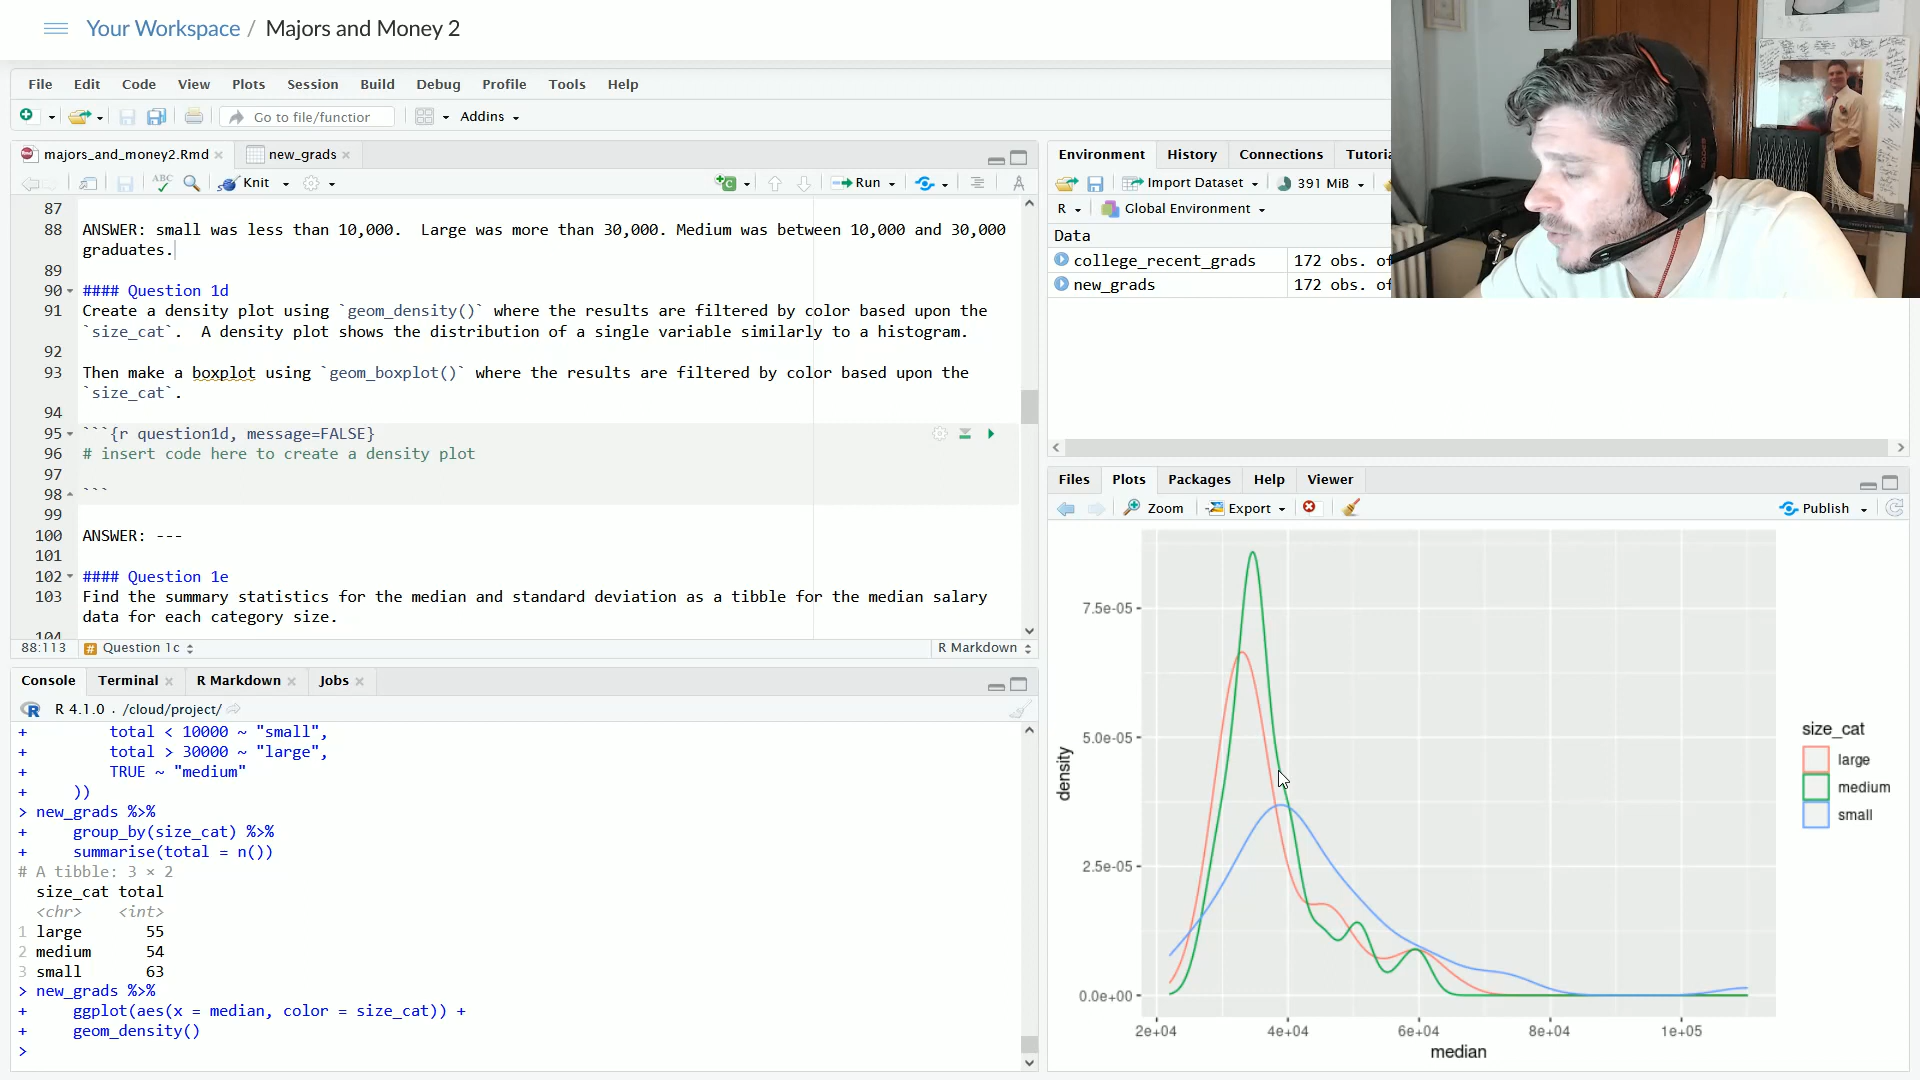 Your Workspace / Majors and Money 2
File Edit Code View Plots Session Build Debug Profile Tools Help
Go to file/function Addins
majors_and_money2.Rmd new_grads
ABC Knit Run
87
88 ANSWER: small was less than 10,000.  Large was more than 30,000. Medium was between 10,000 and 30,000
graduates.
89
90 #### Question 1d
91 Create a density plot using `geom_density()` where the results are filtered by color based upon the
`size_cat`.  A density plot shows the distribution of a single variable similarly to a histogram.
92
93 Then make a boxplot using `geom_boxplot()` where the results are filtered by color based upon the
`size_cat`.
94
95 ```{r question1d, message=FALSE}
96 # insert code here to create a density plot
97
98 ```
99
100 ANSWER: ---
101
102 #### Question 1e
103 Find the summary statistics for the median and standard deviation as a tibble for the median salary
data for each category size.
104
88:113 # Question 1c R Markdown
Console Terminal R Markdown Jobs
R 4.1.0 . /cloud/project/
+ total < 10000 ~ "small",
+ total > 30000 ~ "large",
+ TRUE ~ "medium"
+ ))
> new_grads %>%
+ group_by(size_cat) %>%
+ summarise(total = n())
# A tibble: 3 × 2
size_cat total
<chr> <int>
1 large 55
2 medium 54
3 small 63
> new_grads %>%
+ ggplot(aes(x = median, color = size_cat)) +
+ geom_density()
>
Environment History Connections Tutoria
Import Dataset 391 MiB
R Global Environment
Data
college_recent_grads 172 obs. of
new_grads 172 obs. of
Files Plots Packages Help Viewer
Zoom Export Publish
7.5e-05
5.0e-05
2.5e-05
0.0e+00
density
2e+04 4e+04 6e+04 8e+04 1e+05
median
size_cat
large
medium
small